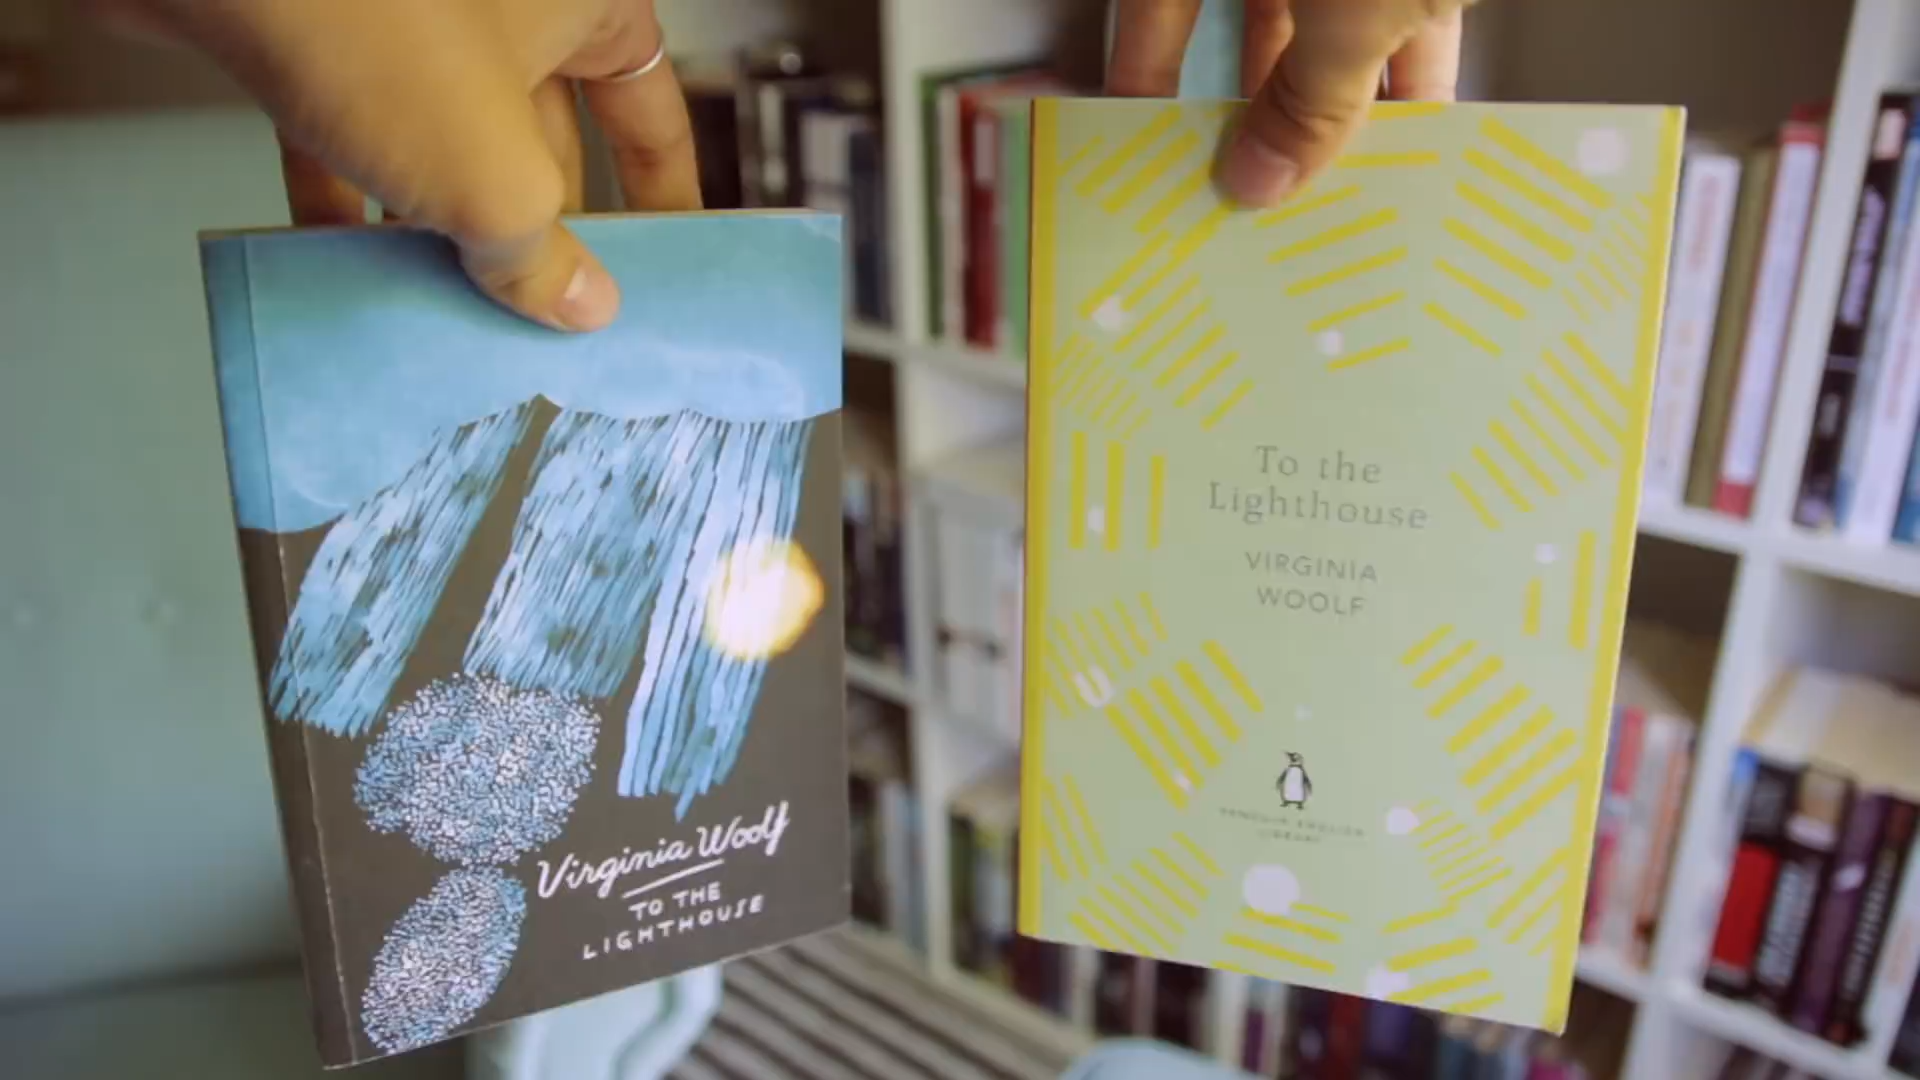 Virginia Woolf
TO THE
LIGHTHOUSE
To the
Lighthouse
VIRGINIA
WOOLF
PENGUIN ENGLISH
LIBRARY